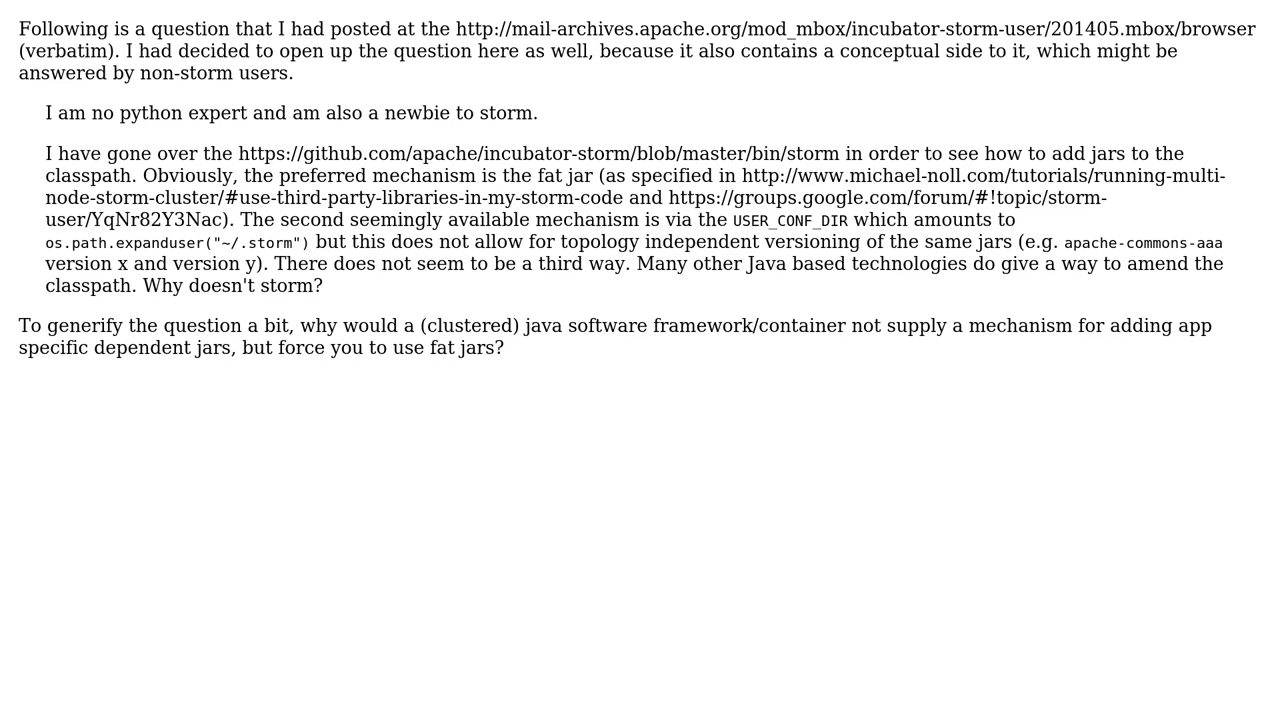 Following is a question that I had posted at the http://mail-archives.apache.org/mod_mbox/incubator-storm-user/201405.mbox/browser
(verbatim). I had decided to open up the question here as well, because it also contains a conceptual side to it, which might be
answered by non-storm users.
I am no python expert and am also a newbie to storm.
I have gone over the https://github.com/apache/incubator-storm/blob/master/bin/storm in order to see how to add jars to the
classpath. Obviously, the preferred mechanism is the fat jar (as specified in http://www.michael-noll.com/tutorials/running-multi-
node-storm-cluster/#use-third-party-libraries-in-my-storm-code and https://groups.google.com/forum/#!topic/storm-
user/YqNr82Y3Nac). The second seemingly available mechanism is via the USER_CONF_DIR which amounts to
os.path.expanduser("~/.storm") but this does not allow for topology independent versioning of the same jars (e.g. apache-commons-aaa
version x and version y). There does not seem to be a third way. Many other Java based technologies do give a way to amend the
classpath. Why doesn't storm?
To generify the question a bit, why would a (clustered) java software framework/container not supply a mechanism for adding app
specific dependent jars, but force you to use fat jars?